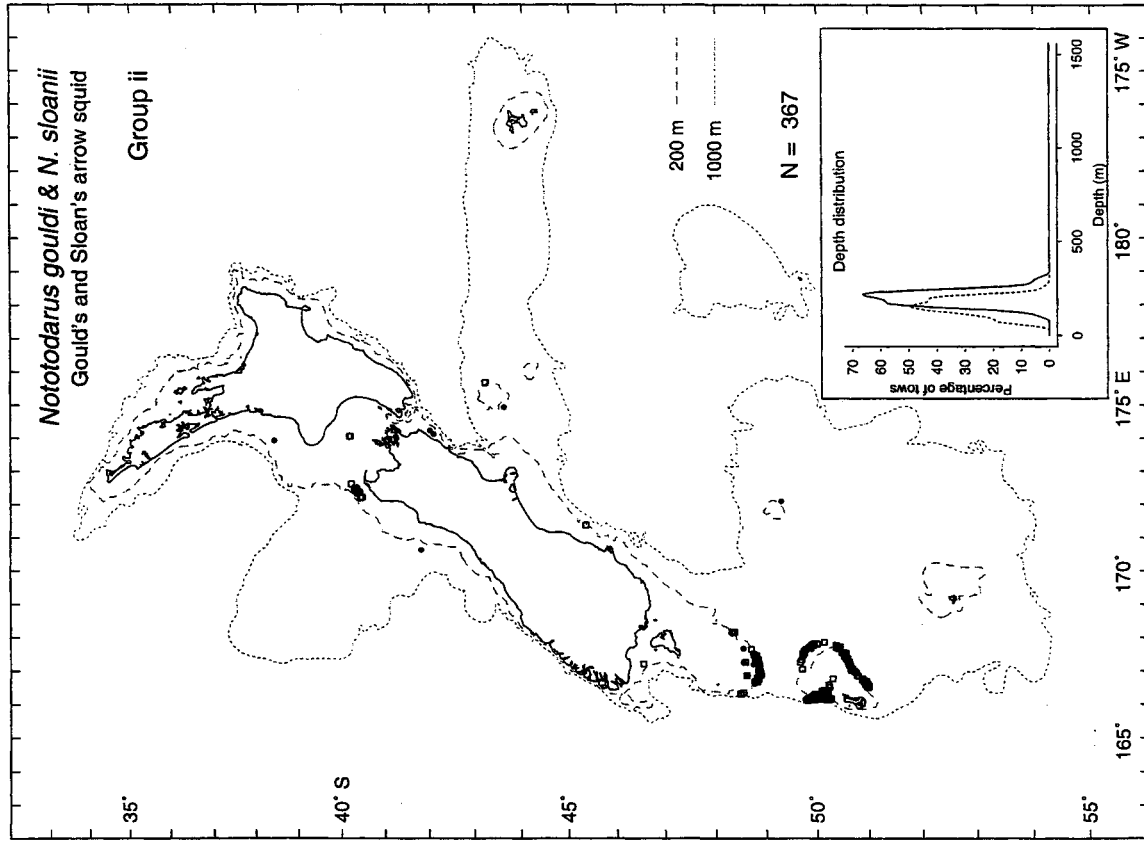 Nototodarus gouldi & N. sloanii
Gould's and Sloan's arrow squid
Group ii
35°
40° S
45°
50°
55°
200 m
1000 m
N = 367
Depth distribution
Percentage of tows
70
60
50
40
30
20
10
0
0
500
1000
1500
Depth (m)
165°
170°
175° E
180°
175° W